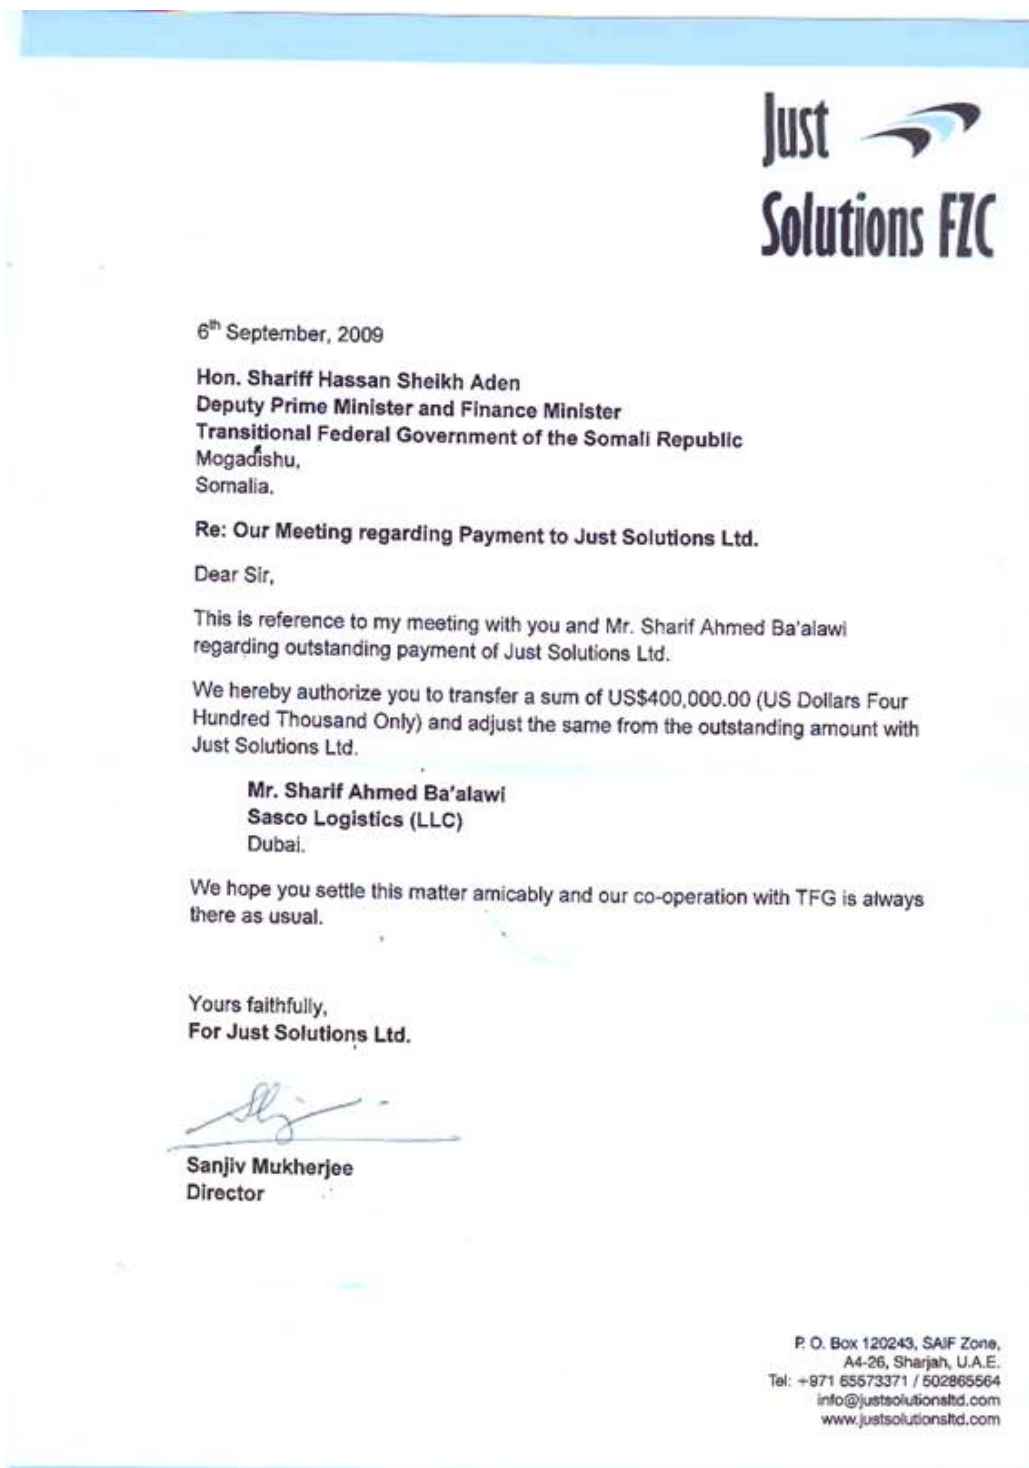 Just
Solutions FZC
6th September, 2009
Hon. Shariff Hassan Sheikh Aden
Deputy Prime Minister and Finance Minister
Transitional Federal Government of the Somali Republic
Mogadishu,
Somalia.
Re: Our Meeting regarding Payment to Just Solutions Ltd.
Dear Sir,
This is reference to my meeting with you and Mr. Sharif Ahmed Ba'alawi
regarding outstanding payment of Just Solutions Ltd.
We hereby authorize you to transfer a sum of US$400,000.00 (US Dollars Four
Hundred Thousand Only) and adjust the same from the outstanding amount with
Just Solutions Ltd.
Mr. Sharif Ahmed Ba'alawi
Sasco Logistics (LLC)
Dubai.
We hope you settle this matter amicably and our co-operation with TFG is always
there as usual.
Yours faithfully,
For Just Solutions Ltd.
Sanjiv Mukherjee
Director
P. O. Box 120243, SAIF Zone,
A4-26, Sharjah, U.A.E.
Tel: +971 65573371 / 502865564
info@justsolutionsltd.com
www.justsolutionsltd.com